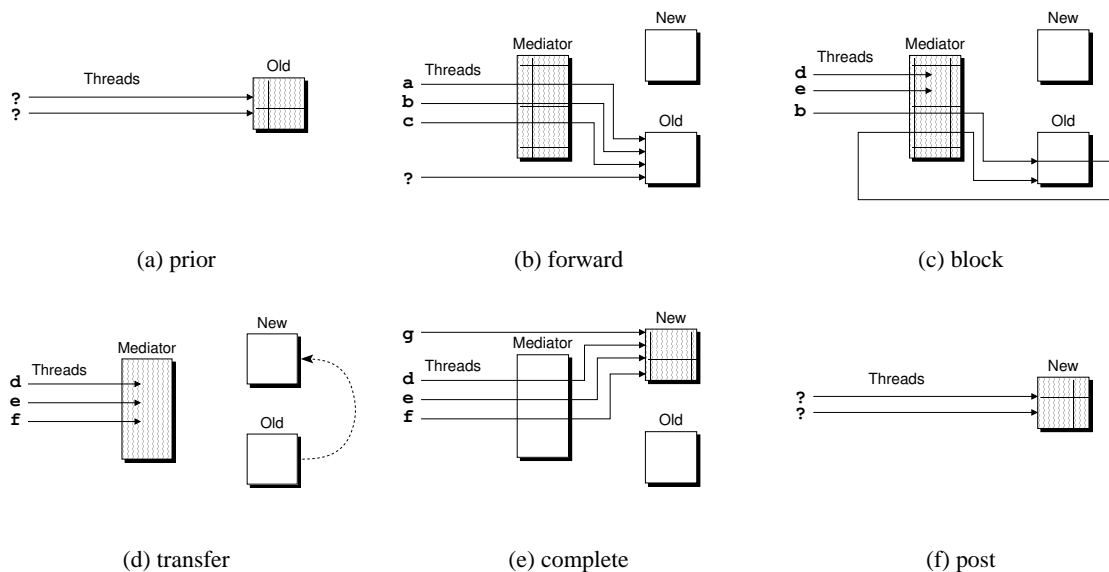 Old
Threads
?
?
(a) prior
New
Mediator
Threads
a
b
c
Old
?
(b) forward
New
Mediator
Threads
d
e
b
Old
(c) block
New
Mediator
Threads
d
e
f
Old
(d) transfer
New
g
Mediator
Threads
d
e
f
Old
(e) complete
New
Threads
?
?
(f) post